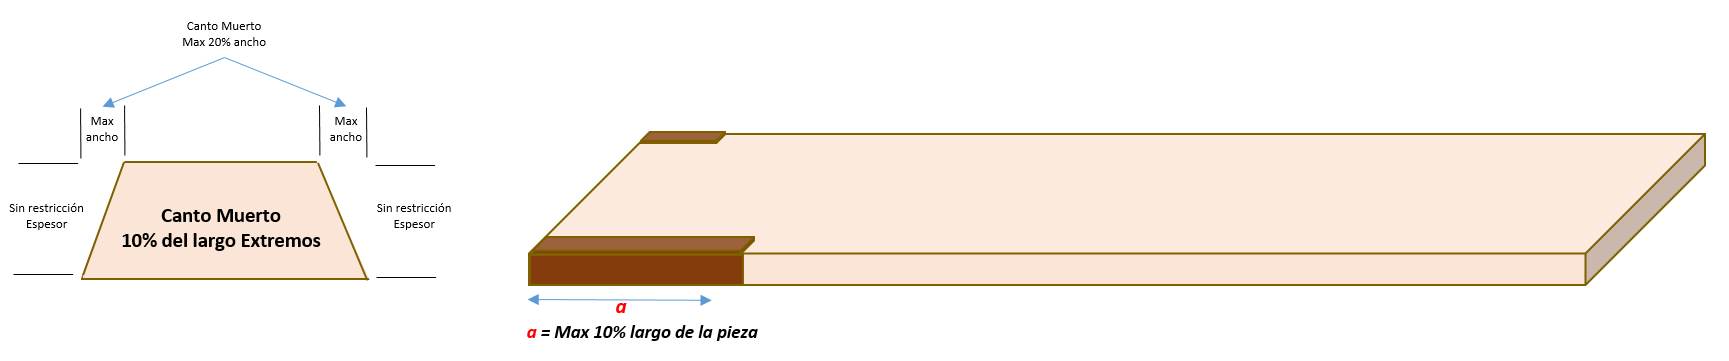 Canto Muerto
Max 20% ancho
Max
ancho
Max
ancho
Sin restricción
Espesor
Canto Muerto
10% del largo Extremos
Sin restricción
Espesor
a
a = Max 10% largo de la pieza